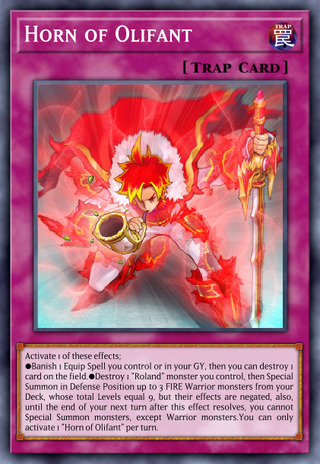 Horn of Olifant
TRAP
罠
[Trap Card]
Activate 1 of these effects;
●Banish 1 Equip Spell you control or in your GY, then you can destroy 1
card on the field.●Destroy 1 "Roland" monster you control, then Special
Summon in Defense Position up to 3 FIRE Warrior monsters from your
Deck, whose total Levels equal 9, but their effects are negated, also,
until the end of your next turn after this effect resolves, you cannot
Special Summon monsters, except Warrior monsters.You can only
activate 1 "Horn of Olifant" per turn.